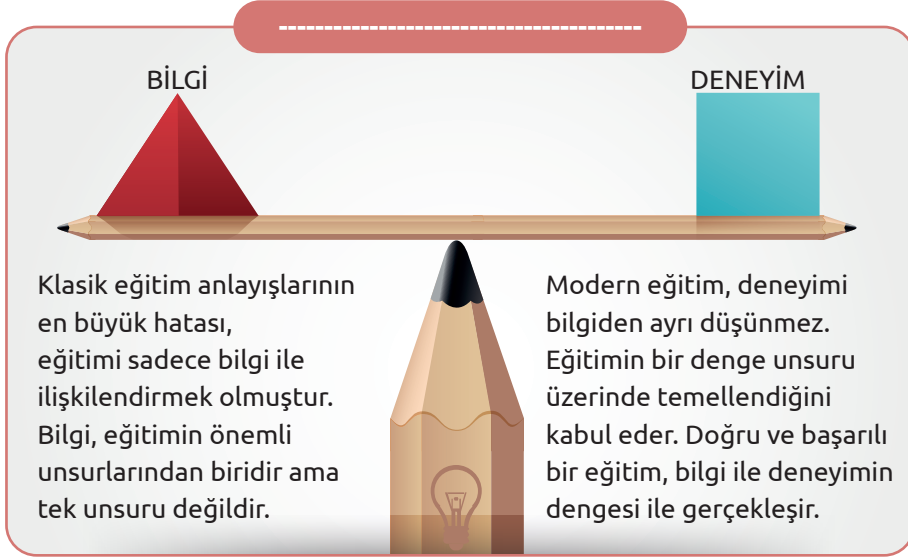 BİLGİ
DENEYİM
Klasik eğitim anlayışlarının
en büyük hatası,
eğitimi sadece bilgi ile
ilişkilendirmek olmuştur.
Bilgi, eğitimin önemli
unsurlarından biridir ama
tek unsuru değildir.
Modern eğitim, deneyimi
bilgiden ayrı düşünmez.
Eğitimin bir denge unsuru
üzerinde temellendiğini
kabul eder. Doğru ve başarılı
bir eğitim, bilgi ile deneyimin
dengesi ile gerçekleşir.